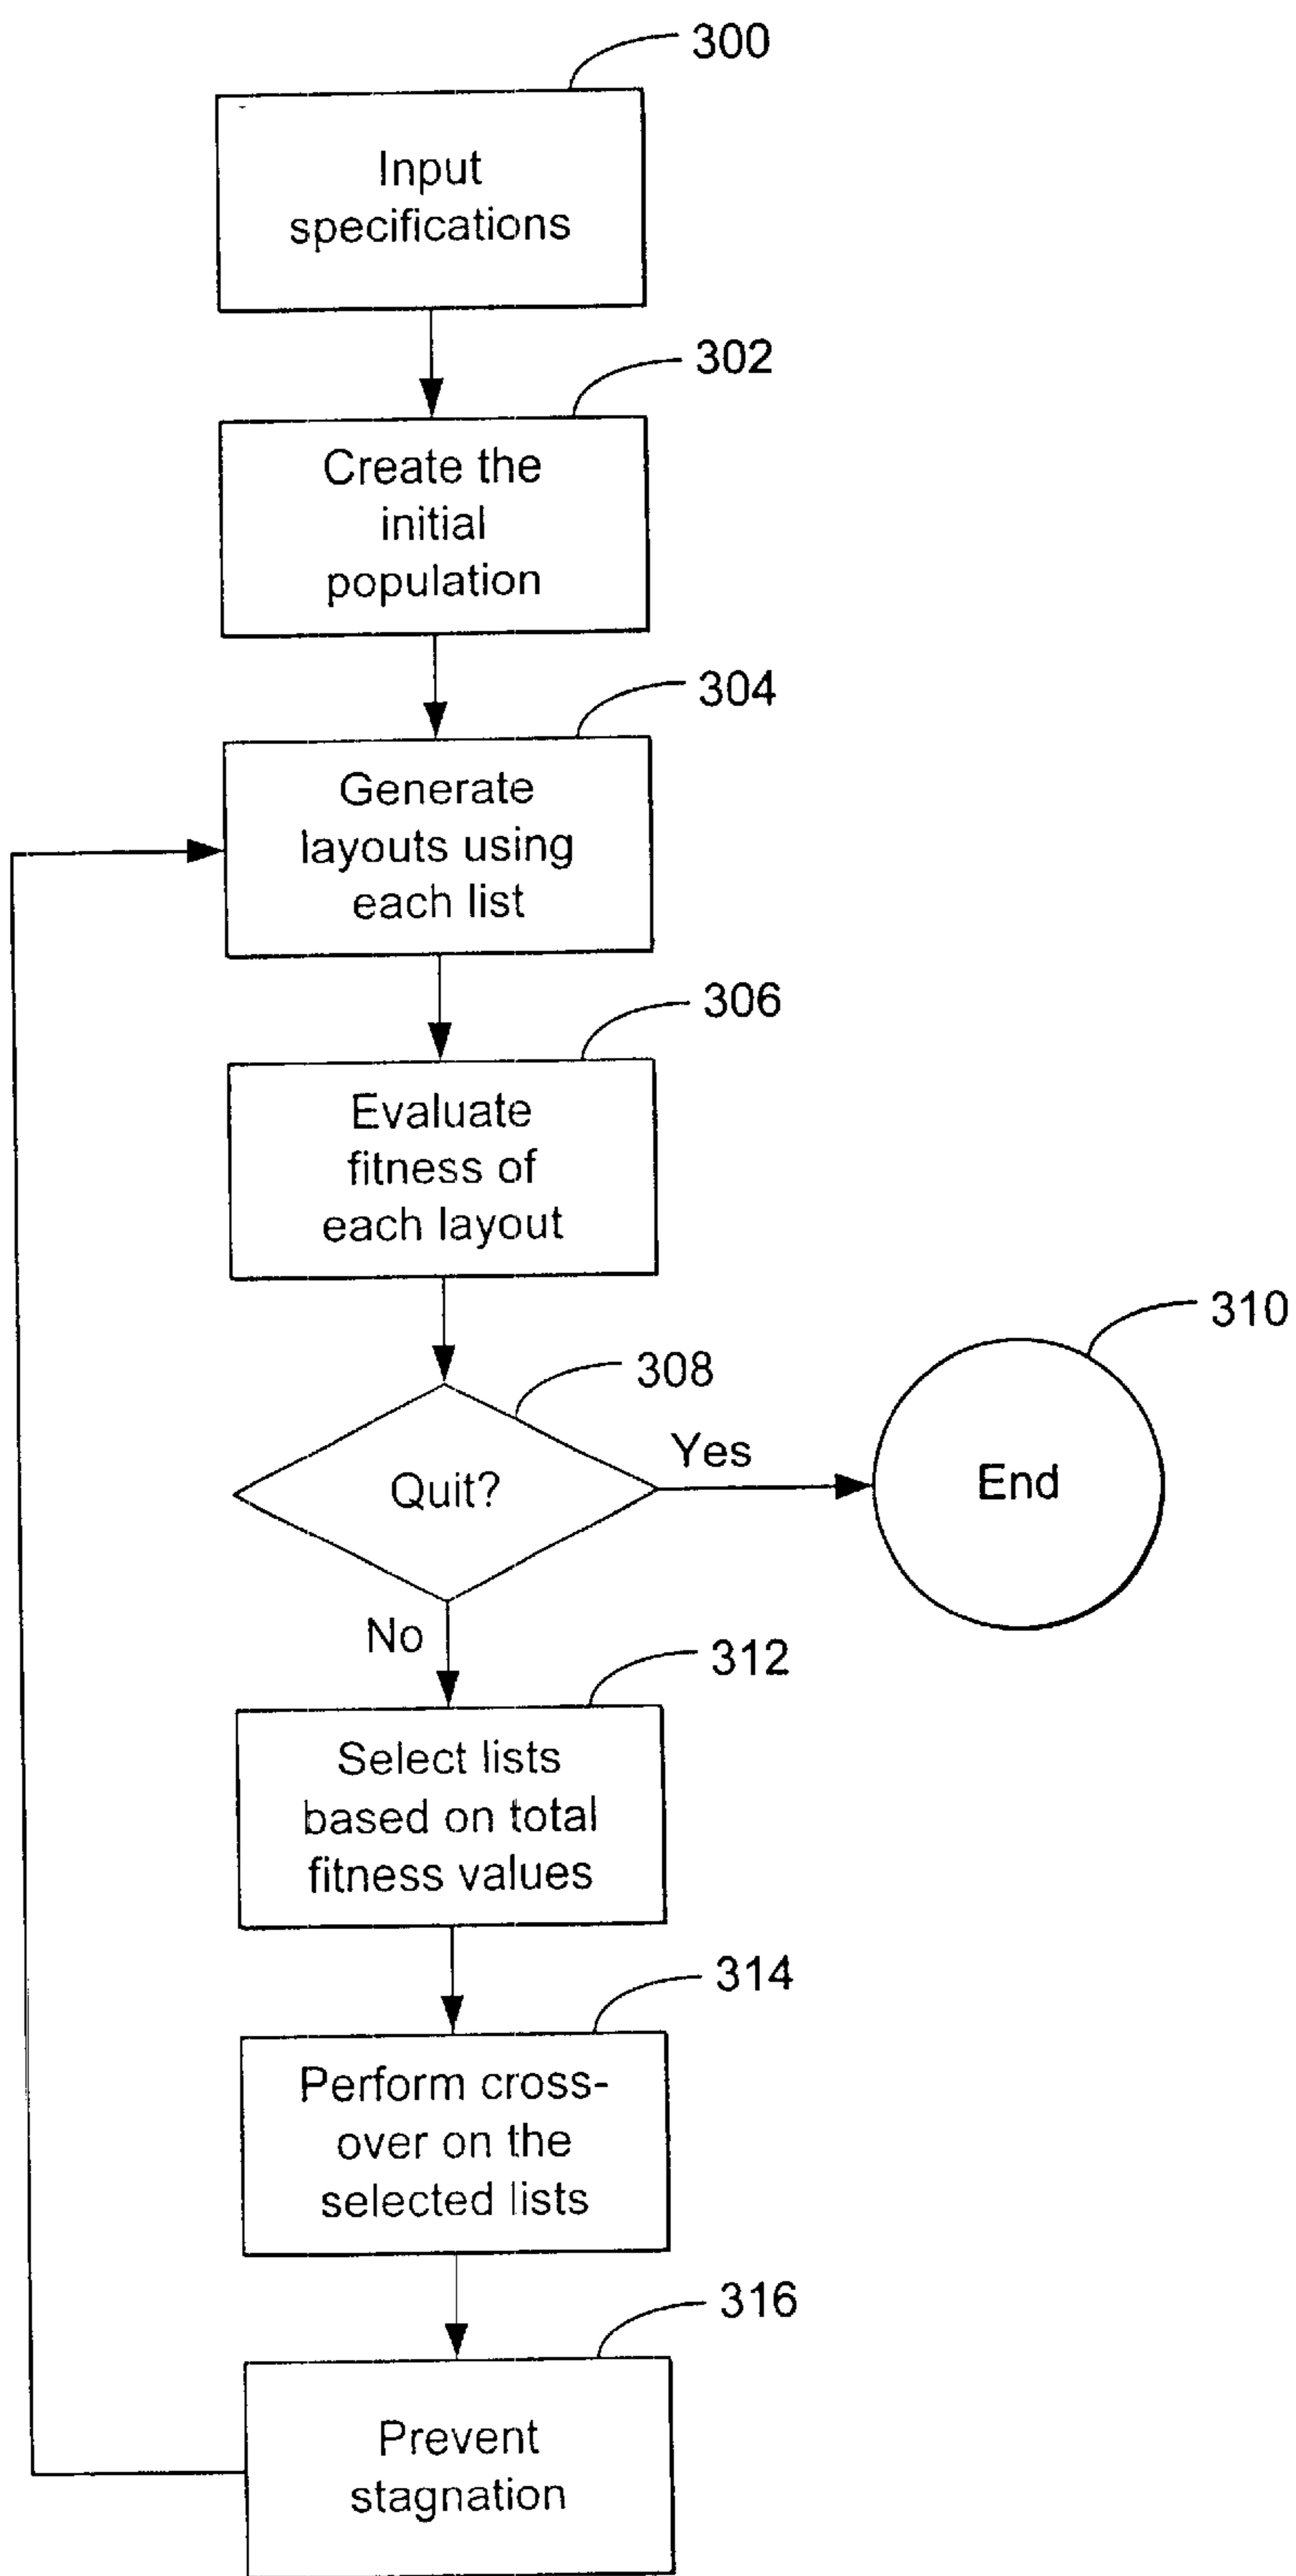 300
Input
specifications
302
Create the
initial
population
304
Generate
layouts using
each list
306
Evaluate
fitness of
each layout
308
Quit?
Yes
310
End
No
312
Select lists
based on total
fitness values
314
Perform cross-
over on the
selected lists
316
Prevent
stagnation